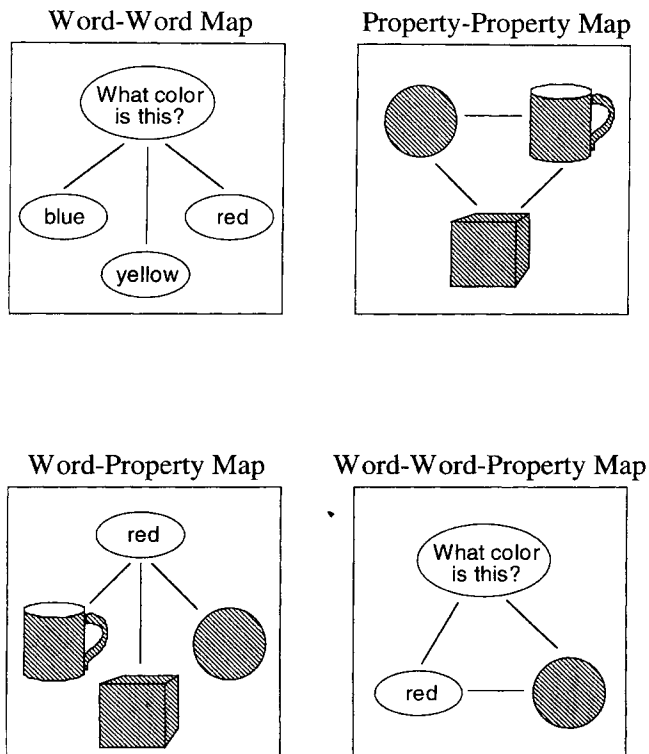 Word-Word Map
Property-Property Map
What color
is this?
blue
red
yellow
Word-Property Map
Word-Word-Property Map
red
What color
is this?
red